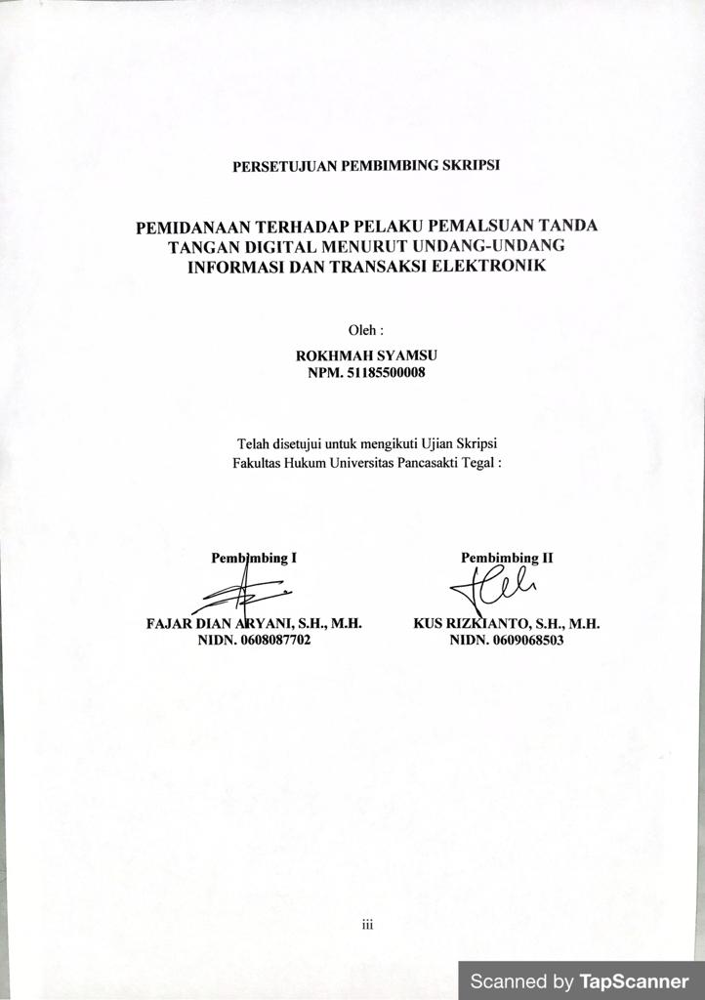 PERSETUJUAN PEMBIMBING SKRIPSI
PEMIDANAAN TERHADAP PELAKU PEMALSUAN TANDA
TANGAN DIGITAL MENURUT UNDANG-UNDANG
INFORMASI DAN TRANSAKSI ELEKTRONIK
Oleh :
ROKHMAH SYAMSU
NPM. 51185500008
Telah disetujui untuk mengikuti Ujian Skripsi
Fakultas Hukum Universitas Pancasakti Tegal :
Pembimbing I
FAJAR DIAN ARYANI, S.H., M.H.
NIDN. 0608087702
Pembimbing II
KUS RIZKIANTO, S.H., M.H.
NIDN. 0609068503
iii
Scanned by TapScanner